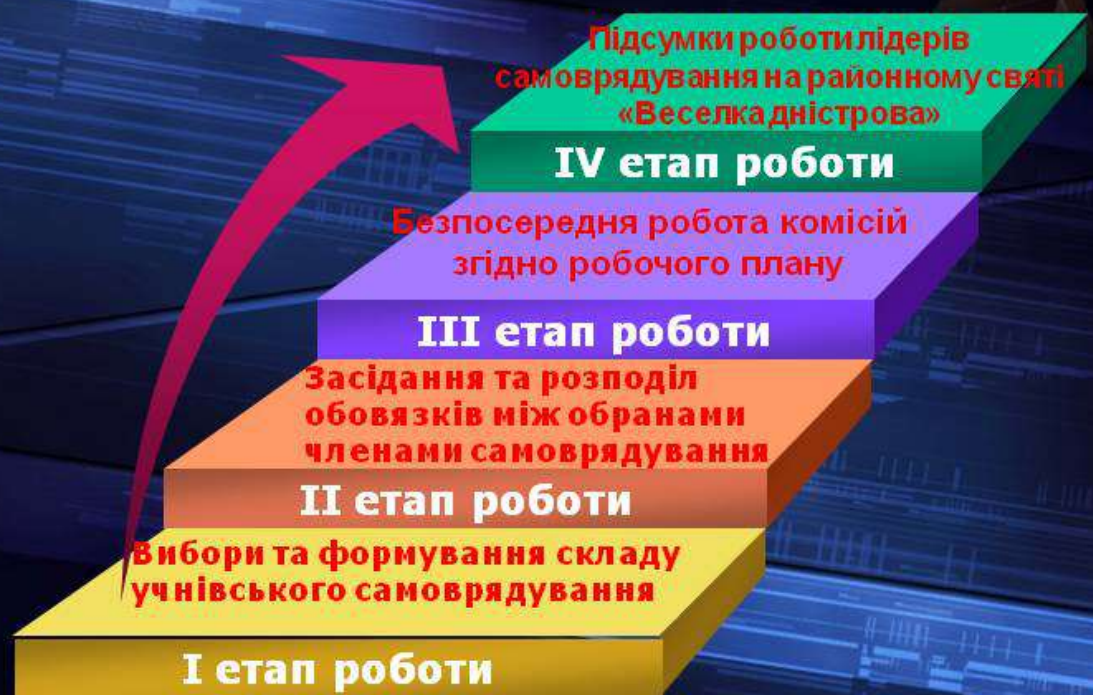 Підсумки роботи лідерів
самоврядування на районному святі
«Веселка дністрова»
IV етап роботи
Безпосередня робота комісій
згідно робочого плану
III етап роботи
Засідання та розподіл
обовязків між обранами
членами самоврядування
II етап роботи
Вибори та формування складу
учнівського самоврядування
I етап роботи